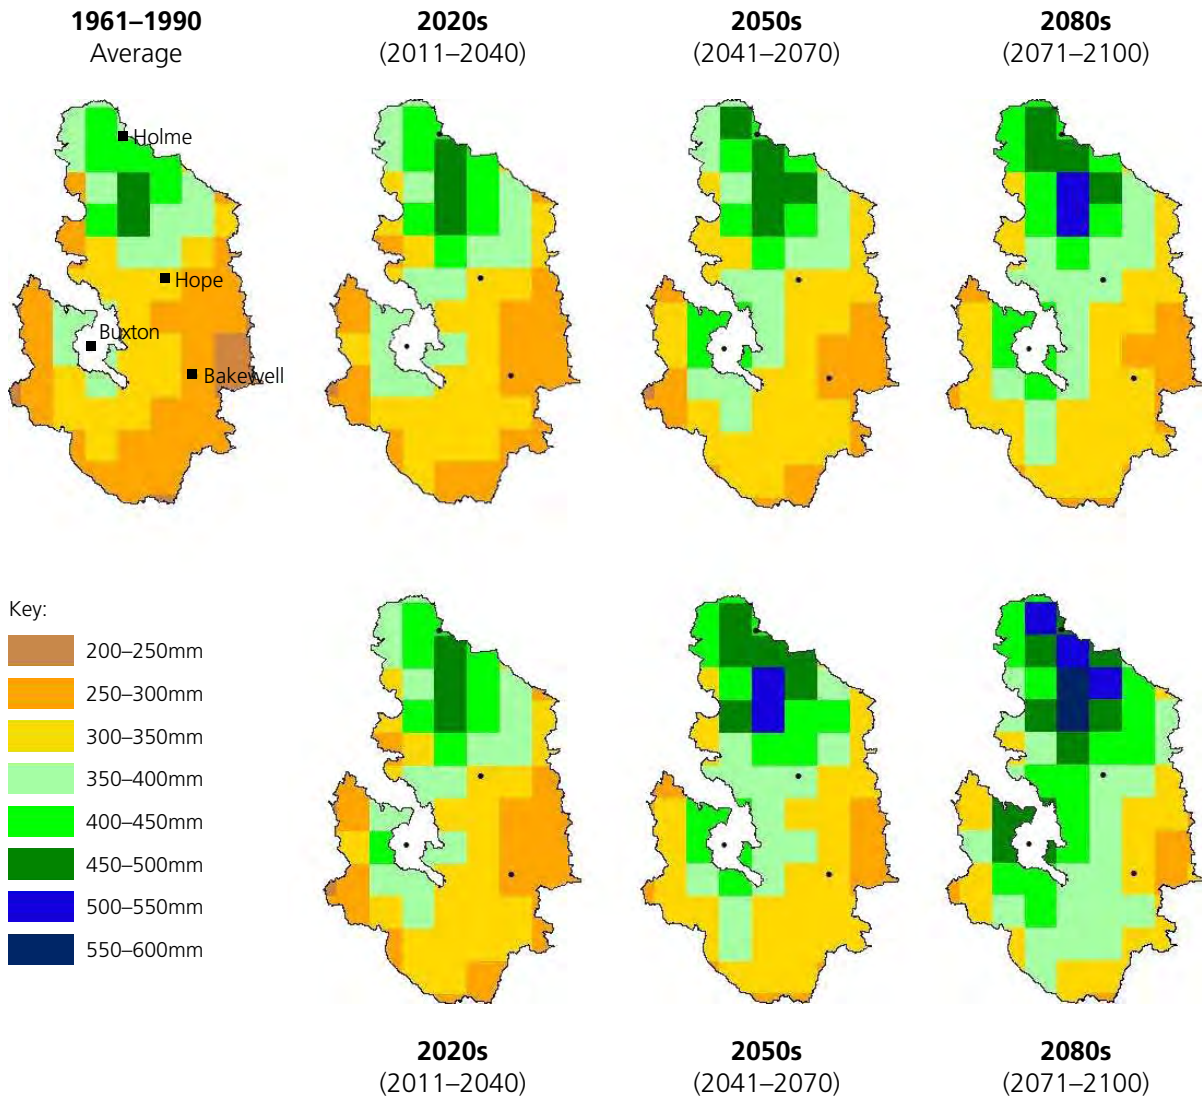 1961–1990
Average
2020s
(2011–2040)
2050s
(2041–2070)
2080s
(2071–2100)
Holme
Hope
Buxton
Bakewell
Key:
200–250mm
250–300mm
300–350mm
350–400mm
400–450mm
450–500mm
500–550mm
550–600mm
2020s
(2011–2040)
2050s
(2041–2070)
2080s
(2071–2100)